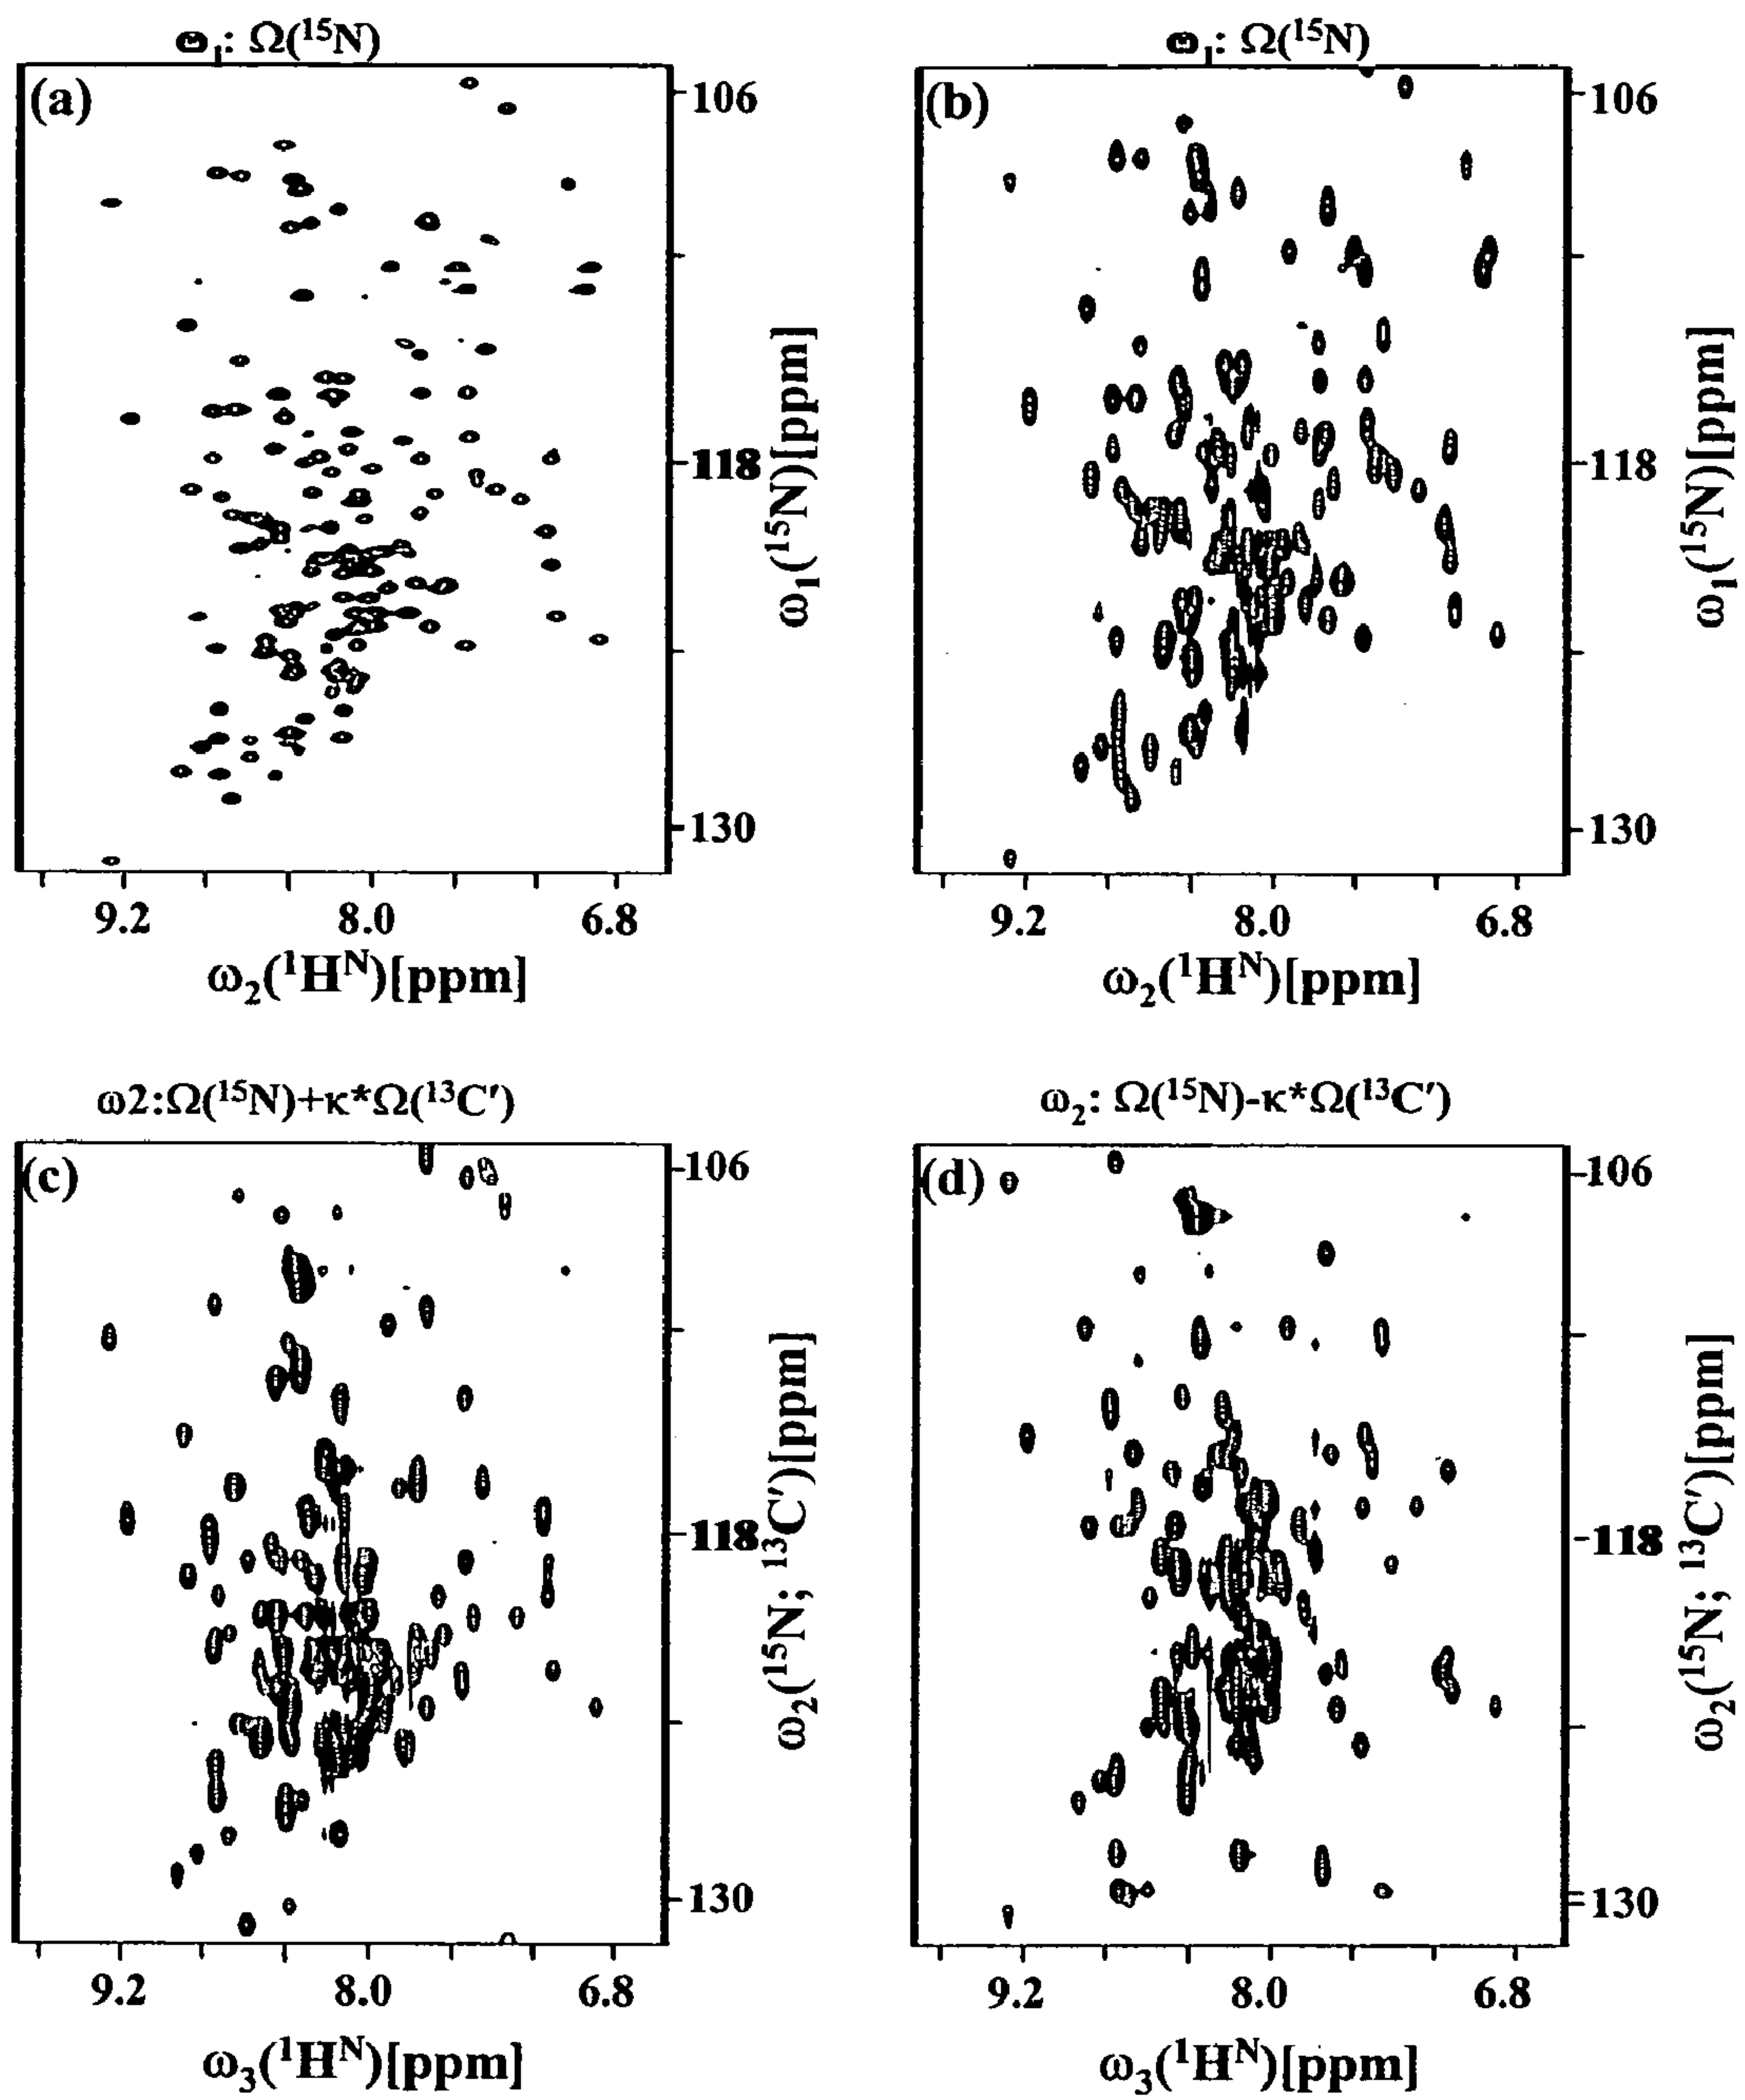 ω₁: Ω(¹⁵N)
(a)
106
118
130
ω₁(¹⁵N)[ppm]
9.2 8.0 6.8
ω₂(¹Hᴺ)[ppm]
ω₁: Ω(¹⁵N)
(b)
106
118
130
ω₁(¹⁵N)[ppm]
9.2 8.0 6.8
ω₂(¹Hᴺ)[ppm]
ω2:Ω(¹⁵N)+κ*Ω(¹³C′)
(c)
106
118
130
ω₂(¹⁵N; ¹³C′)[ppm]
9.2 8.0 6.8
ω₃(¹Hᴺ)[ppm]
ω₂: Ω(¹⁵N)-κ*Ω(¹³C′)
(d)
106
118
130
ω₂(¹⁵N; ¹³C′)[ppm]
9.2 8.0 6.8
ω₃(¹Hᴺ)[ppm]